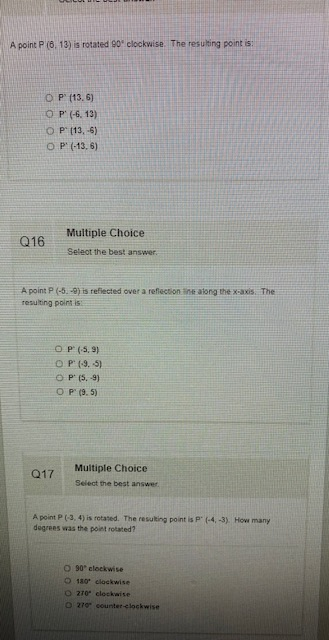 A point P (6, 13) is rotated 90° clockwise. The resulting point is:
P' (13, 6)
P' (-6, 13)
P' (13, -6)
P' (-13, 6)
Q16
Multiple Choice
Select the best answer.
A point P (-5, -9) is reflected over a reflection line along the x-axis. The
resulting point is:
P' (-5, 9)
P' (-9, -5)
P' (5, -9)
P' (9, 5)
Q17
Multiple Choice
Select the best answer.
A point P (-3, 4) is rotated. The resulting point is P' (-4, -3). How many
degrees was the point rotated?
90° clockwise
180° clockwise
270° clockwise
270° counter-clockwise